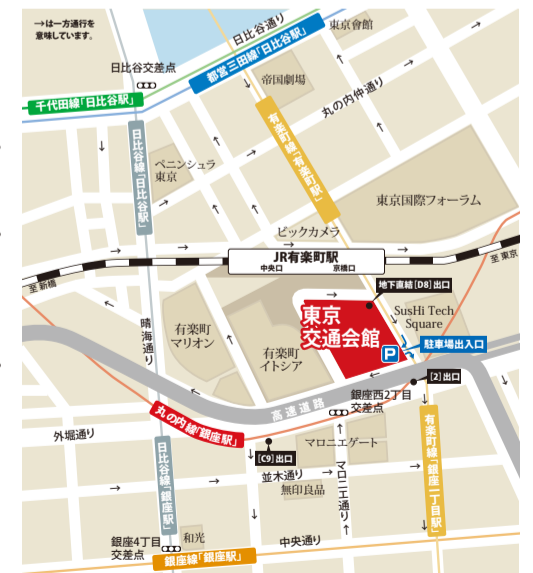 →は一方通行を
意味しています。
日比谷通り
東京會館
日比谷交差点
都営三田線「日比谷駅」
帝国劇場
千代田線「日比谷駅」
丸の内仲通り
有楽町線「有楽町駅」
日比谷線「日比谷駅」
ペニンシュラ
東京
東京国際フォーラム
ビックカメラ
JR有楽町駅
中央口
京橋口
至 東京
至 新橋
地下直結[D8]出口
東京
交通会館
SusHi Tech
Square
晴海通り
有楽町
マリオン
有楽町
イトシア
P
駐車場出入口
[2]出口
高速道路
銀座西2丁目
交差点
丸の内線「銀座駅」
外堀通り
有楽町線「銀座一丁目駅」
日比谷線「銀座駅」
[C9]出口
マロニエゲート
並木通り
無印良品
マロニエ通り
銀座4丁目
交差点
和光
中央通り
銀座線「銀座駅」